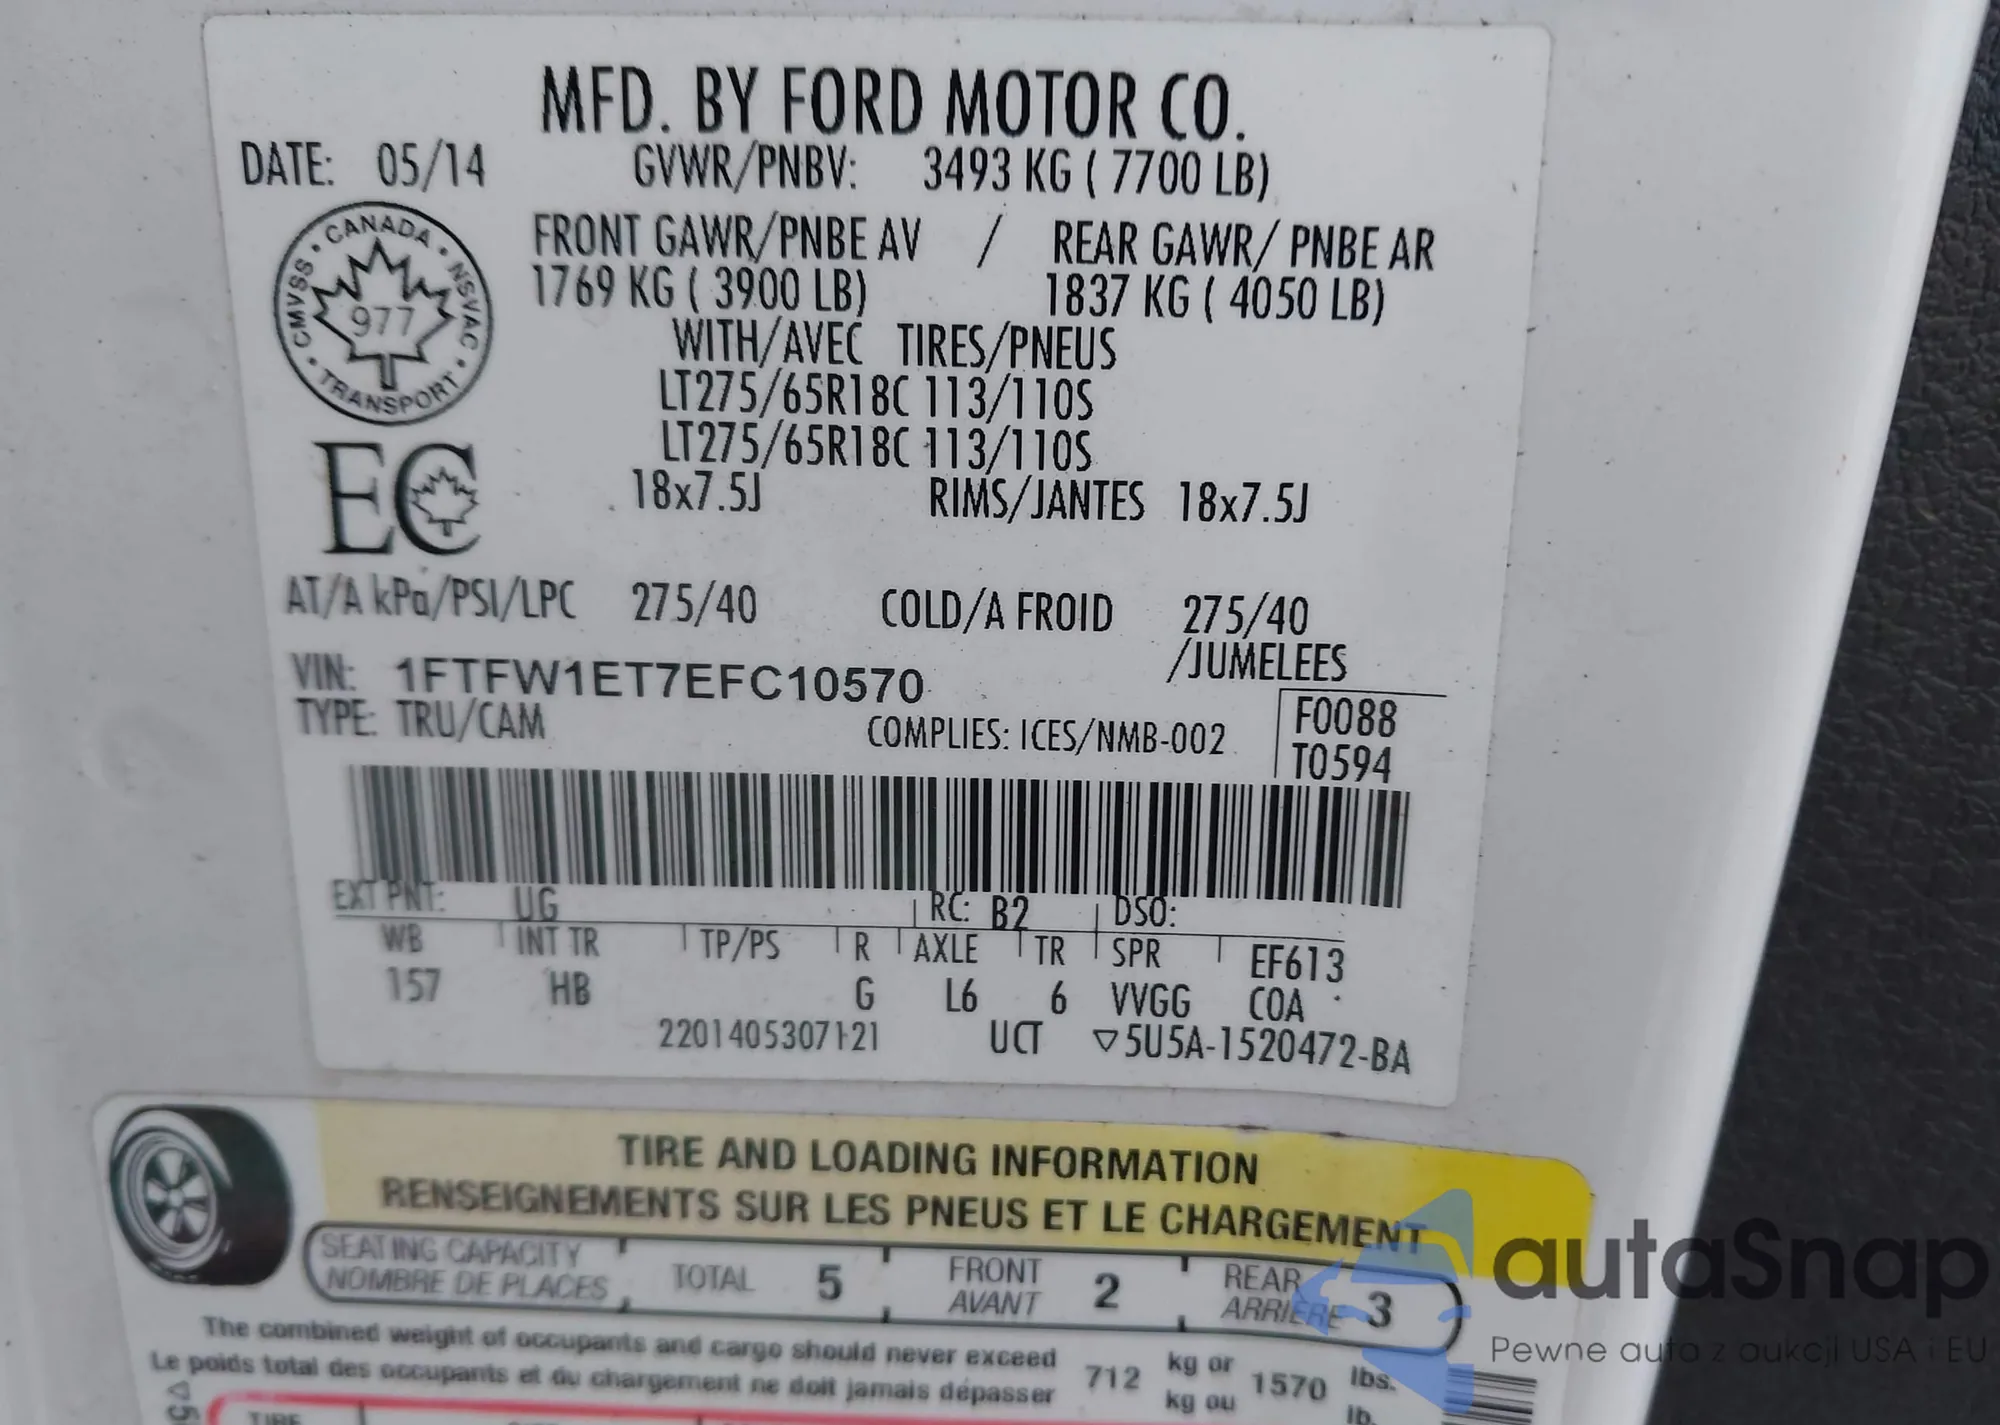 MFD. BY FORD MOTOR CO.
DATE: 05/14 GVWR/PNBV: 3493 KG ( 7700 LB)
FRONT GAWR/PNBE AV / REAR GAWR/ PNBE AR
1769 KG ( 3900 LB) 1837 KG ( 4050 LB)
CANADA • NSVAC • TRANSPORT • CMVSS •
977
WITH/AVEC TIRES/PNEUS
LT275/65R18C 113/110S
LT275/65R18C 113/110S
EC
18x7.5J RIMS/JANTES 18x7.5J
AT/A kPa/PSI/LPC 275/40 COLD/A FROID 275/40
/JUMELEES
VIN: 1FTFW1ET7EFC10570
TYPE: TRU/CAM COMPLIES: ICES/NMB-002
F0088
T0594
EXT PNT: UG RC: B2 DSO:
WB INT TR TP/PS R AXLE TR SPR EF613
157 HB G L6 6 VVGG COA
2201405307121 UCT ▽5U5A-1520472-BA
TIRE AND LOADING INFORMATION
RENSEIGNEMENTS SUR LES PNEUS ET LE CHARGEMENT
SEATING CAPACITY
NOMBRE DE PLACES
TOTAL 5
FRONT
AVANT
2
REAR
ARRIÈRE
3
The combined weight of occupants and cargo should never exceed
Le poids total des occupants et du chargement ne doit jamais dépasser
712 kg or 1570 lbs.
kg ou lb.
TIRE
autaSnap
Pewne auta z aukcji USA i EU